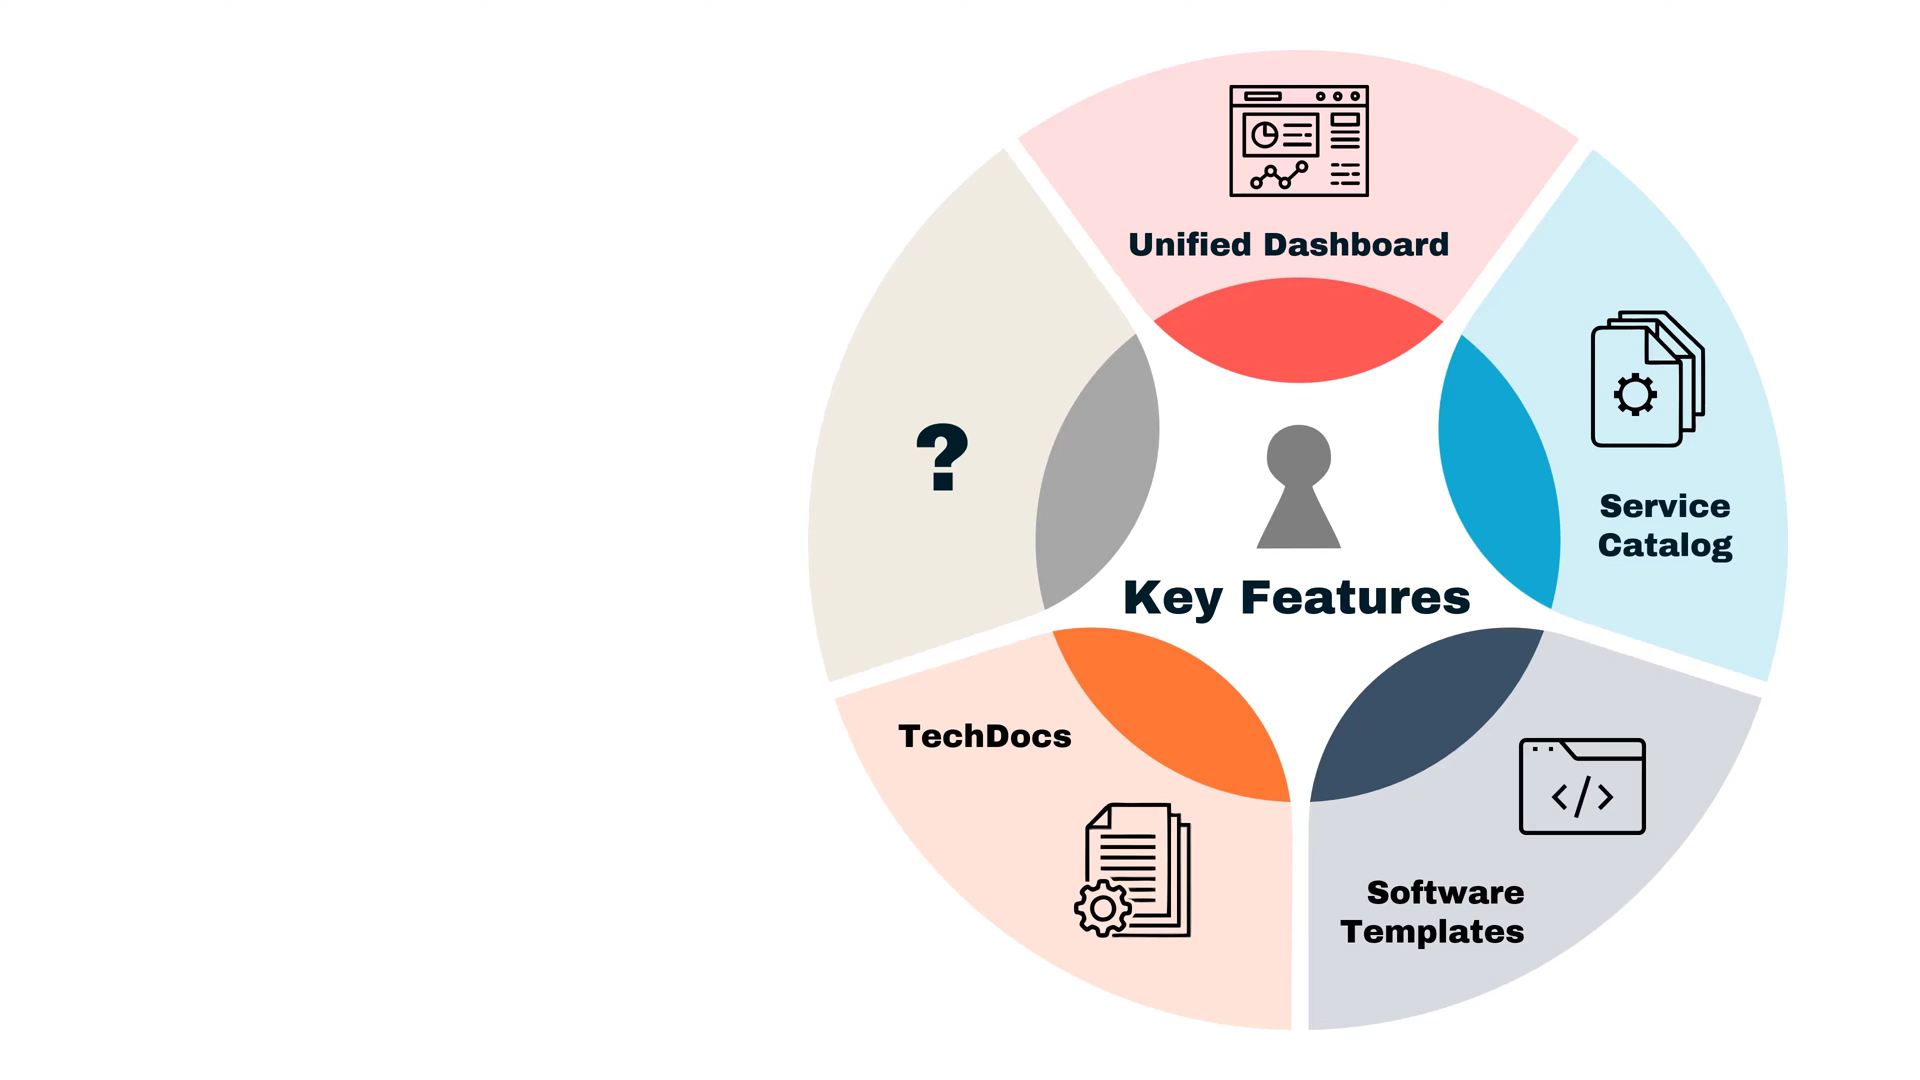 Unified Dashboard
Service
Catalog
?
Key Features
TechDocs
Software
Templates